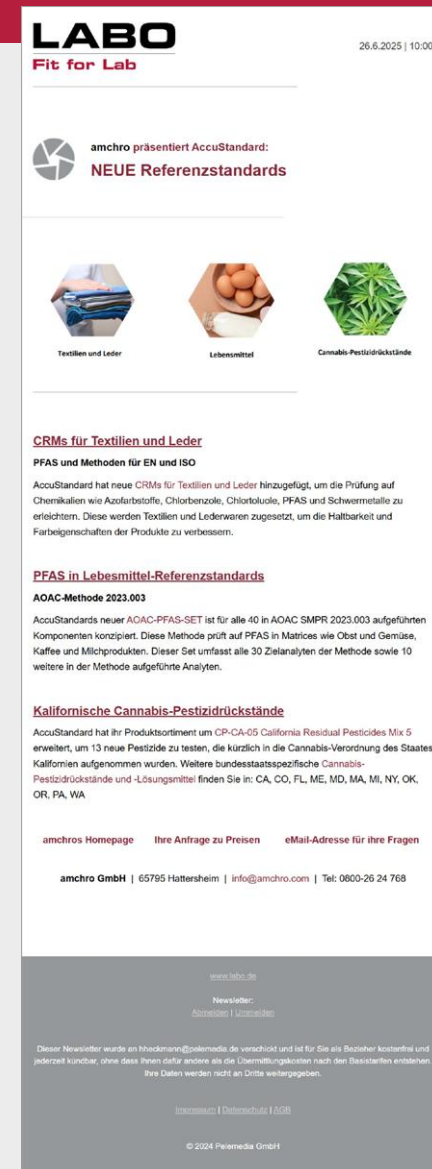 LABO
26.6.2025 | 10:00
Fit for Lab
amchro präsentiert AccuStandard:
NEUE Referenzstandards
Textilien und Leder
Lebensmittel
Cannabis-Pestizidrückstände
CRMs für Textilien und Leder
PFAS und Methoden für EN und ISO
AccuStandard hat neue CRMs für Textilien und Leder hinzugefügt, um die Prüfung auf
Chemikalien wie Azofarbstoffe, Chlorbenzole, Chlortoluole, PFAS und Schwermetalle zu
erleichtern. Diese werden Textilien und Lederwaren zugesetzt, um die Haltbarkeit und
Farbeigenschaften der Produkte zu verbessern.
PFAS in Lebesmittel-Referenzstandards
AOAC-Methode 2023.003
AccuStandards neuer AOAC-PFAS-SET ist für alle 40 in AOAC SMPR 2023.003 aufgeführten
Komponenten konzipiert. Diese Methode prüft auf PFAS in Matrices wie Obst und Gemüse,
Kaffee und Milchprodukten. Dieser Set umfasst alle 30 Zielanalyten der Methode sowie 10
weitere in der Methode aufgeführte Analyten.
Kalifornische Cannabis-Pestizidrückstände
AccuStandard hat ihr Produktsortiment um CP-CA-05 California Residual Pesticides Mix 5
erweitert, um 13 neue Pestizide zu testen, die kürzlich in die Cannabis-Verordnung des Staates
Kalifornien aufgenommen wurden. Weitere bundesstaatsspezifische Cannabis-
Pestizidrückstände und -Lösungsmittel finden Sie in: CA, CO, FL, ME, MD, MA, MI, NY, OK,
OR, PA, WA
amchros Homepage Ihre Anfrage zu Preisen eMail-Adresse für ihre Fragen
amchro GmbH | 65795 Hattersheim | info@amchro.com | Tel: 0800-26 24 768
www.labo.de
Newsletter:
Abmelden | Ummelden
Dieser Newsletter wurde an hheckmann@pelemedia.de verschickt und ist für Sie als Bezieher kostenfrei und
jederzeit kündbar, ohne dass Ihnen dafür andere als die Übermittlungskosten nach den Basistarifen entstehen.
Ihre Daten werden nicht an Dritte weitergegeben.
Impressum | Datenschutz | AGB
© 2024 Pelemedia GmbH